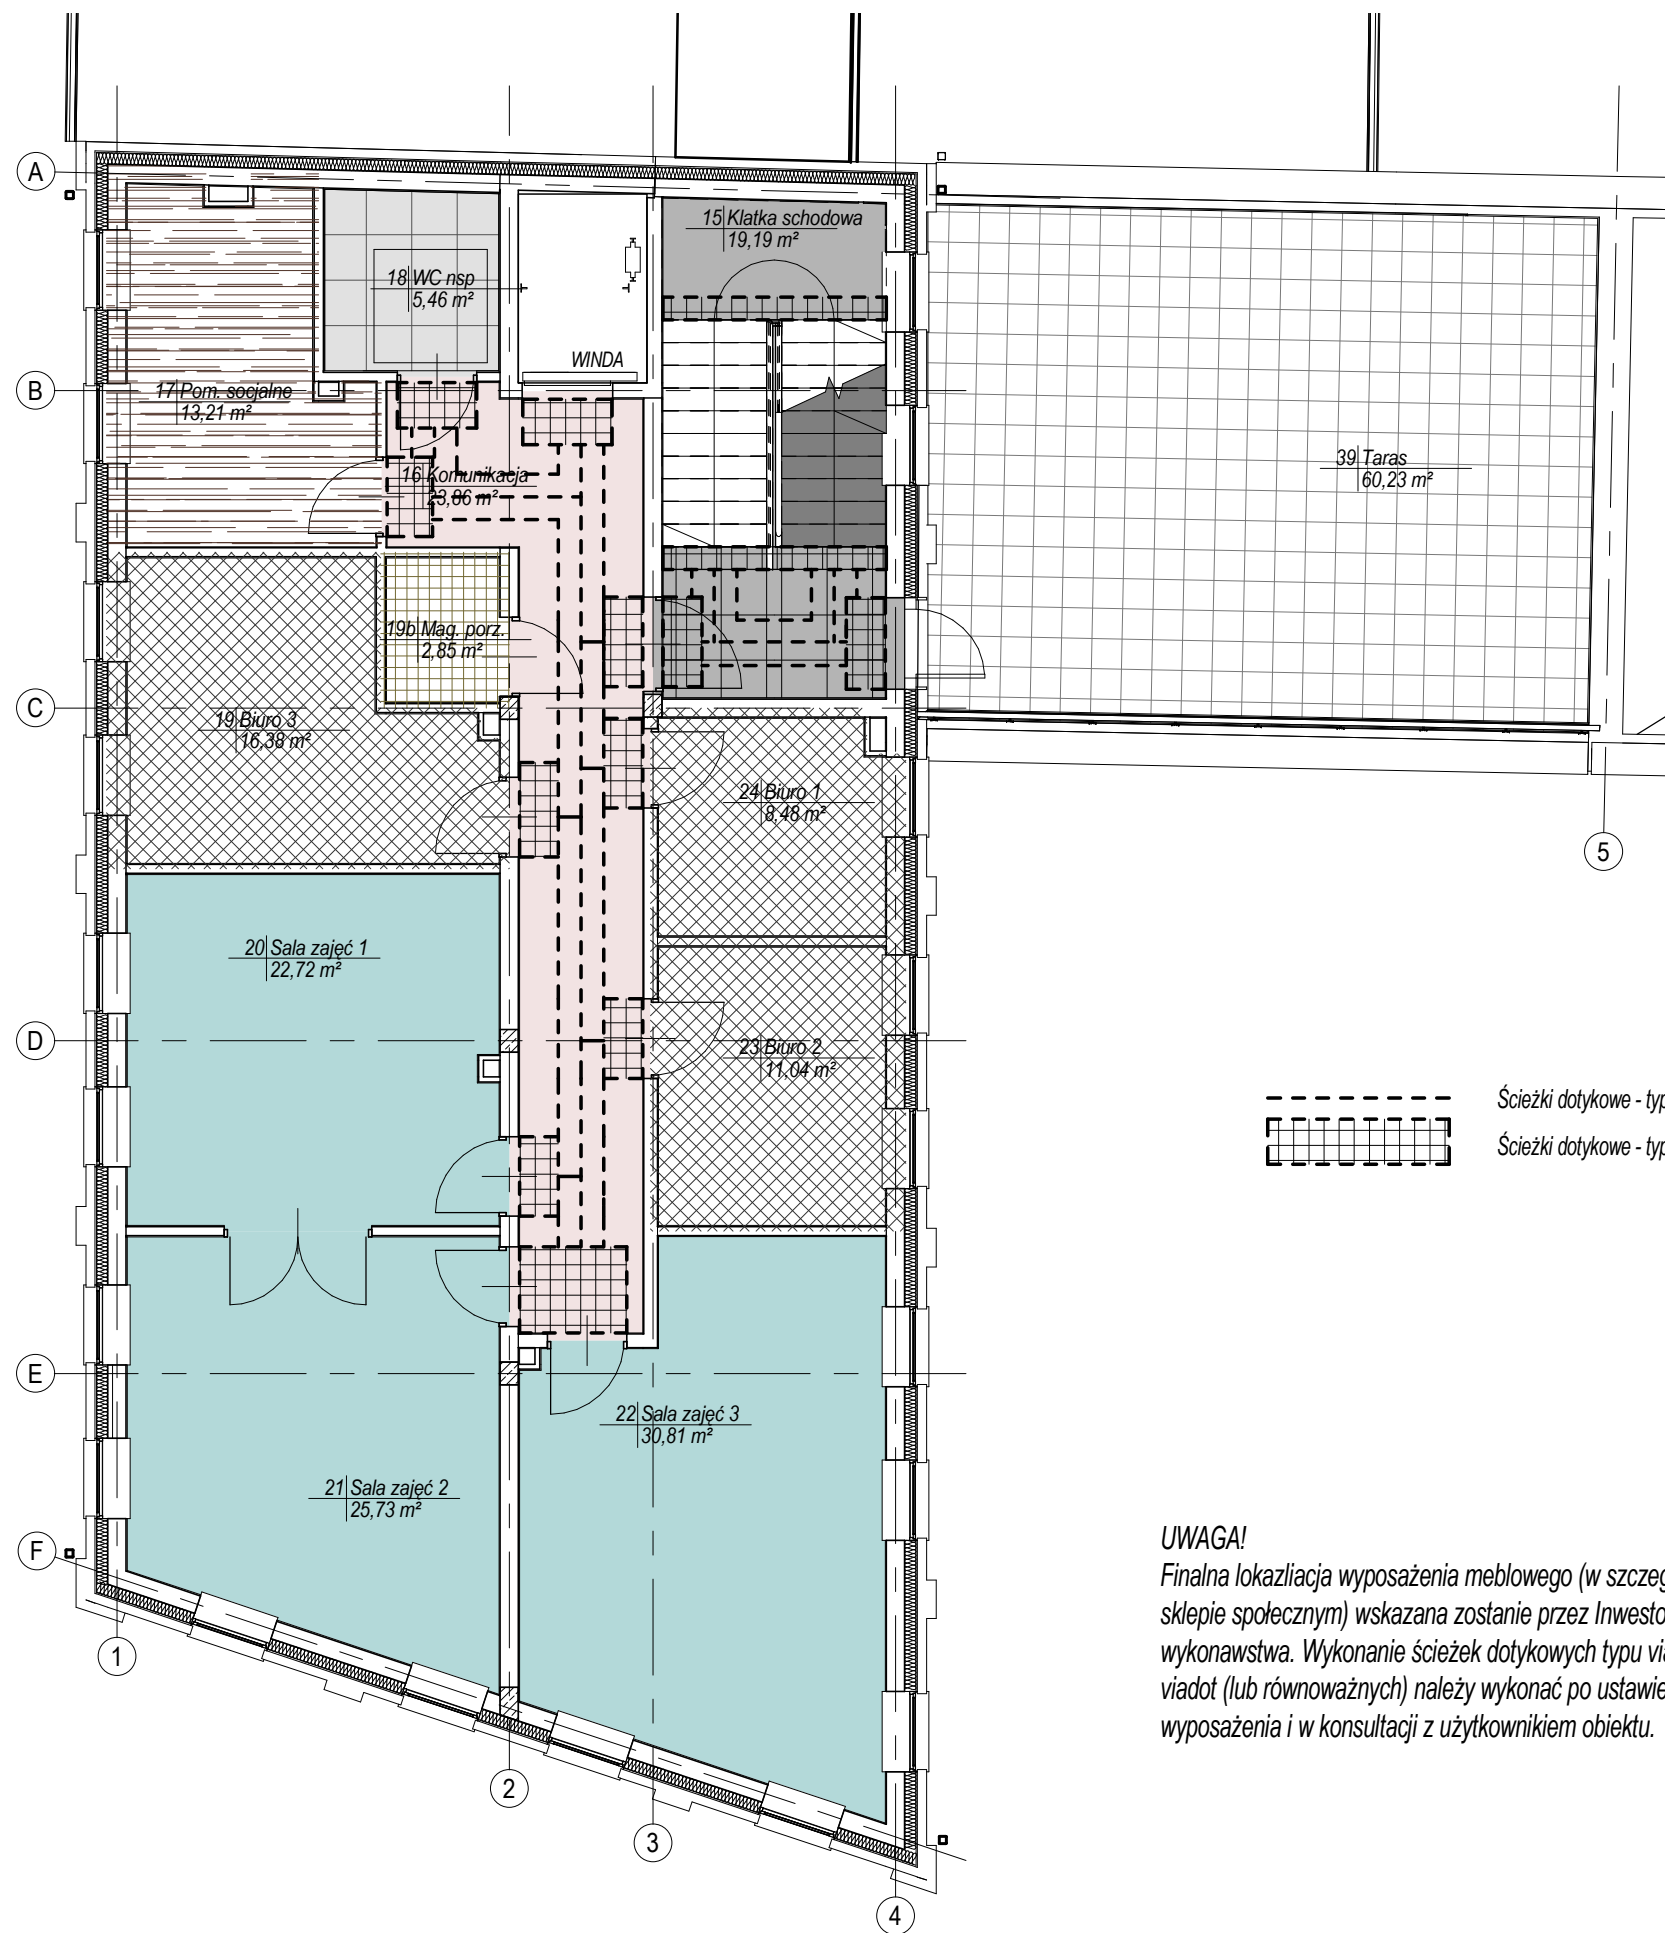 A
15 Klatka schodowa
19,19 m²
18 WC nsp
5,46 m²
WINDA
B
17 Pom. socjalne
13,21 m²
16 Komunikacja
23,86 m²
39 Taras
60,23 m²
19b Mag. porz.
2,85 m²
C
19 Biuro 3
16,38 m²
24 Biuro 1
8,48 m²
5
20 Sala zajęć 1
22,72 m²
D
23 Biuro 2
11,04 m²
Ścieżki dotykowe - typ
Ścieżki dotykowe - typ
E
22 Sala zajęć 3
30,81 m²
21 Sala zajęć 2
25,73 m²
F
UWAGA!
Finalna lokazliacja wyposażenia meblowego (w szczeg
sklepie społecznym) wskazana zostanie przez Inwesto
wykonawstwa. Wykonanie ścieżek dotykowych typu via
viadot (lub równoważnych) należy wykonać po ustawie
wyposażenia i w konsultacji z użytkownikiem obiektu.
1
2
3
4